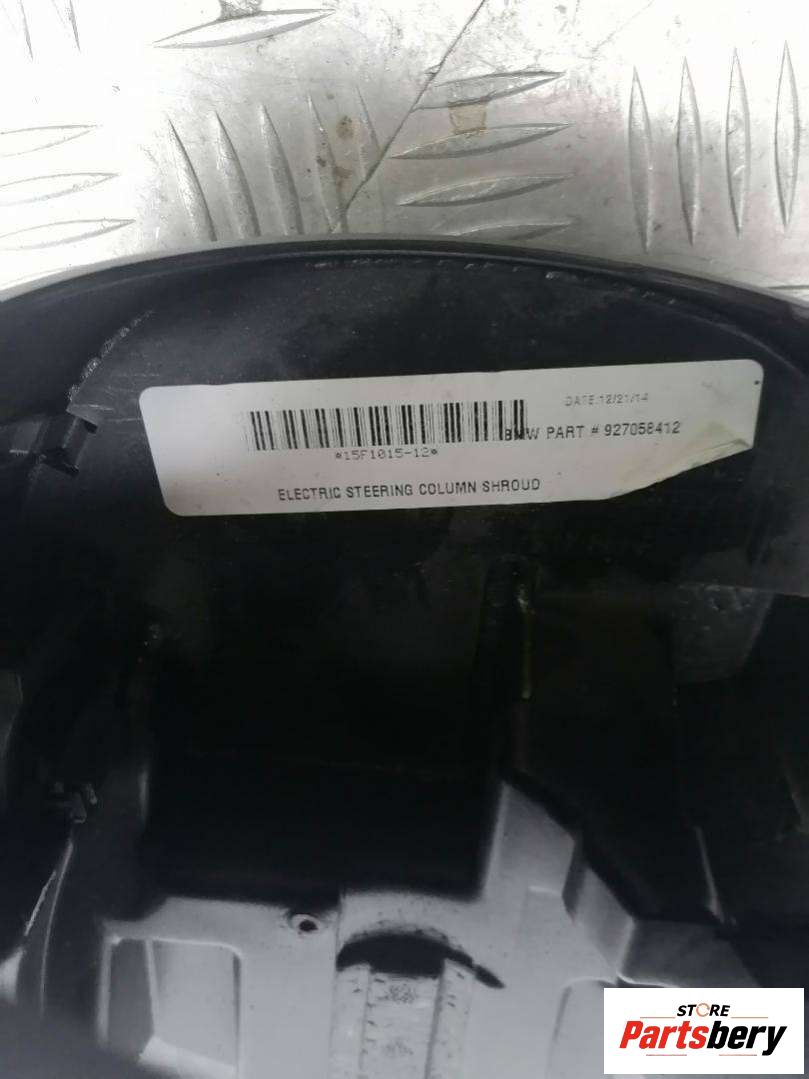 DATE:12/21/14
BMW PART # 927058412
*15F1015-12*
ELECTRIC STEERING COLUMN SHROUD
STORE
Partsbery